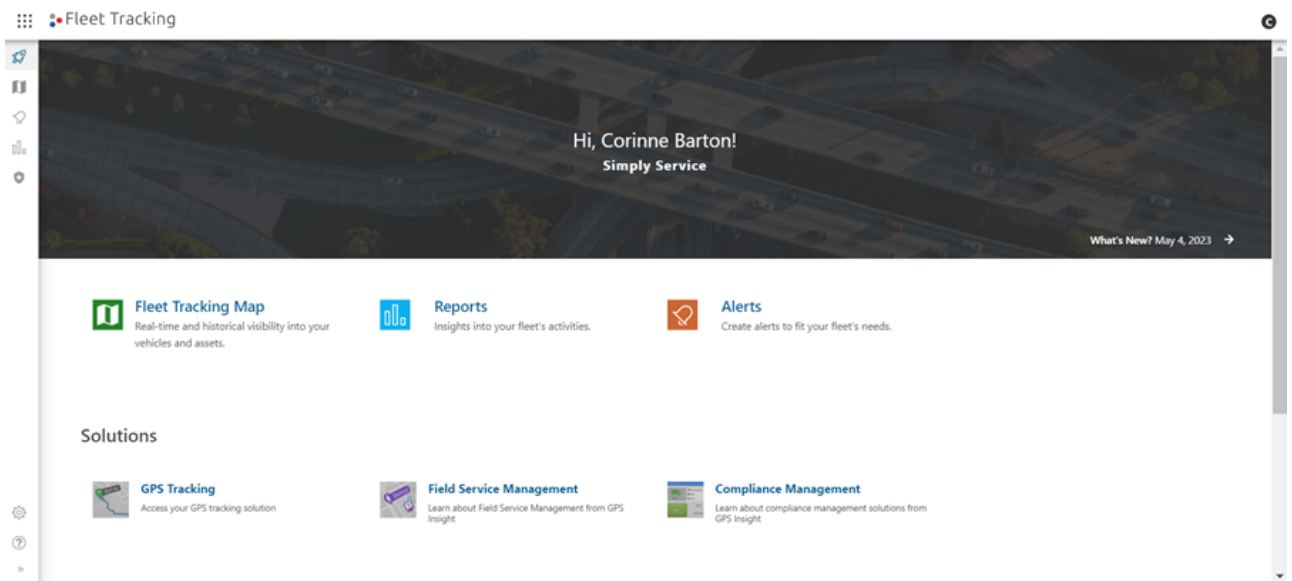 Fleet Tracking
C
Hi, Corinne Barton!
Simply Service
What's New? May 4, 2023
Fleet Tracking Map
Real-time and historical visibility into your
vehicles and assets.
Reports
Insights into your fleet's activities.
Alerts
Create alerts to fit your fleet's needs.
Solutions
GPS Tracking
Access your GPS tracking solution
Field Service Management
Learn about Field Service Management from GPS
Insight
Compliance Management
Learn about compliance management solutions from
GPS Insight